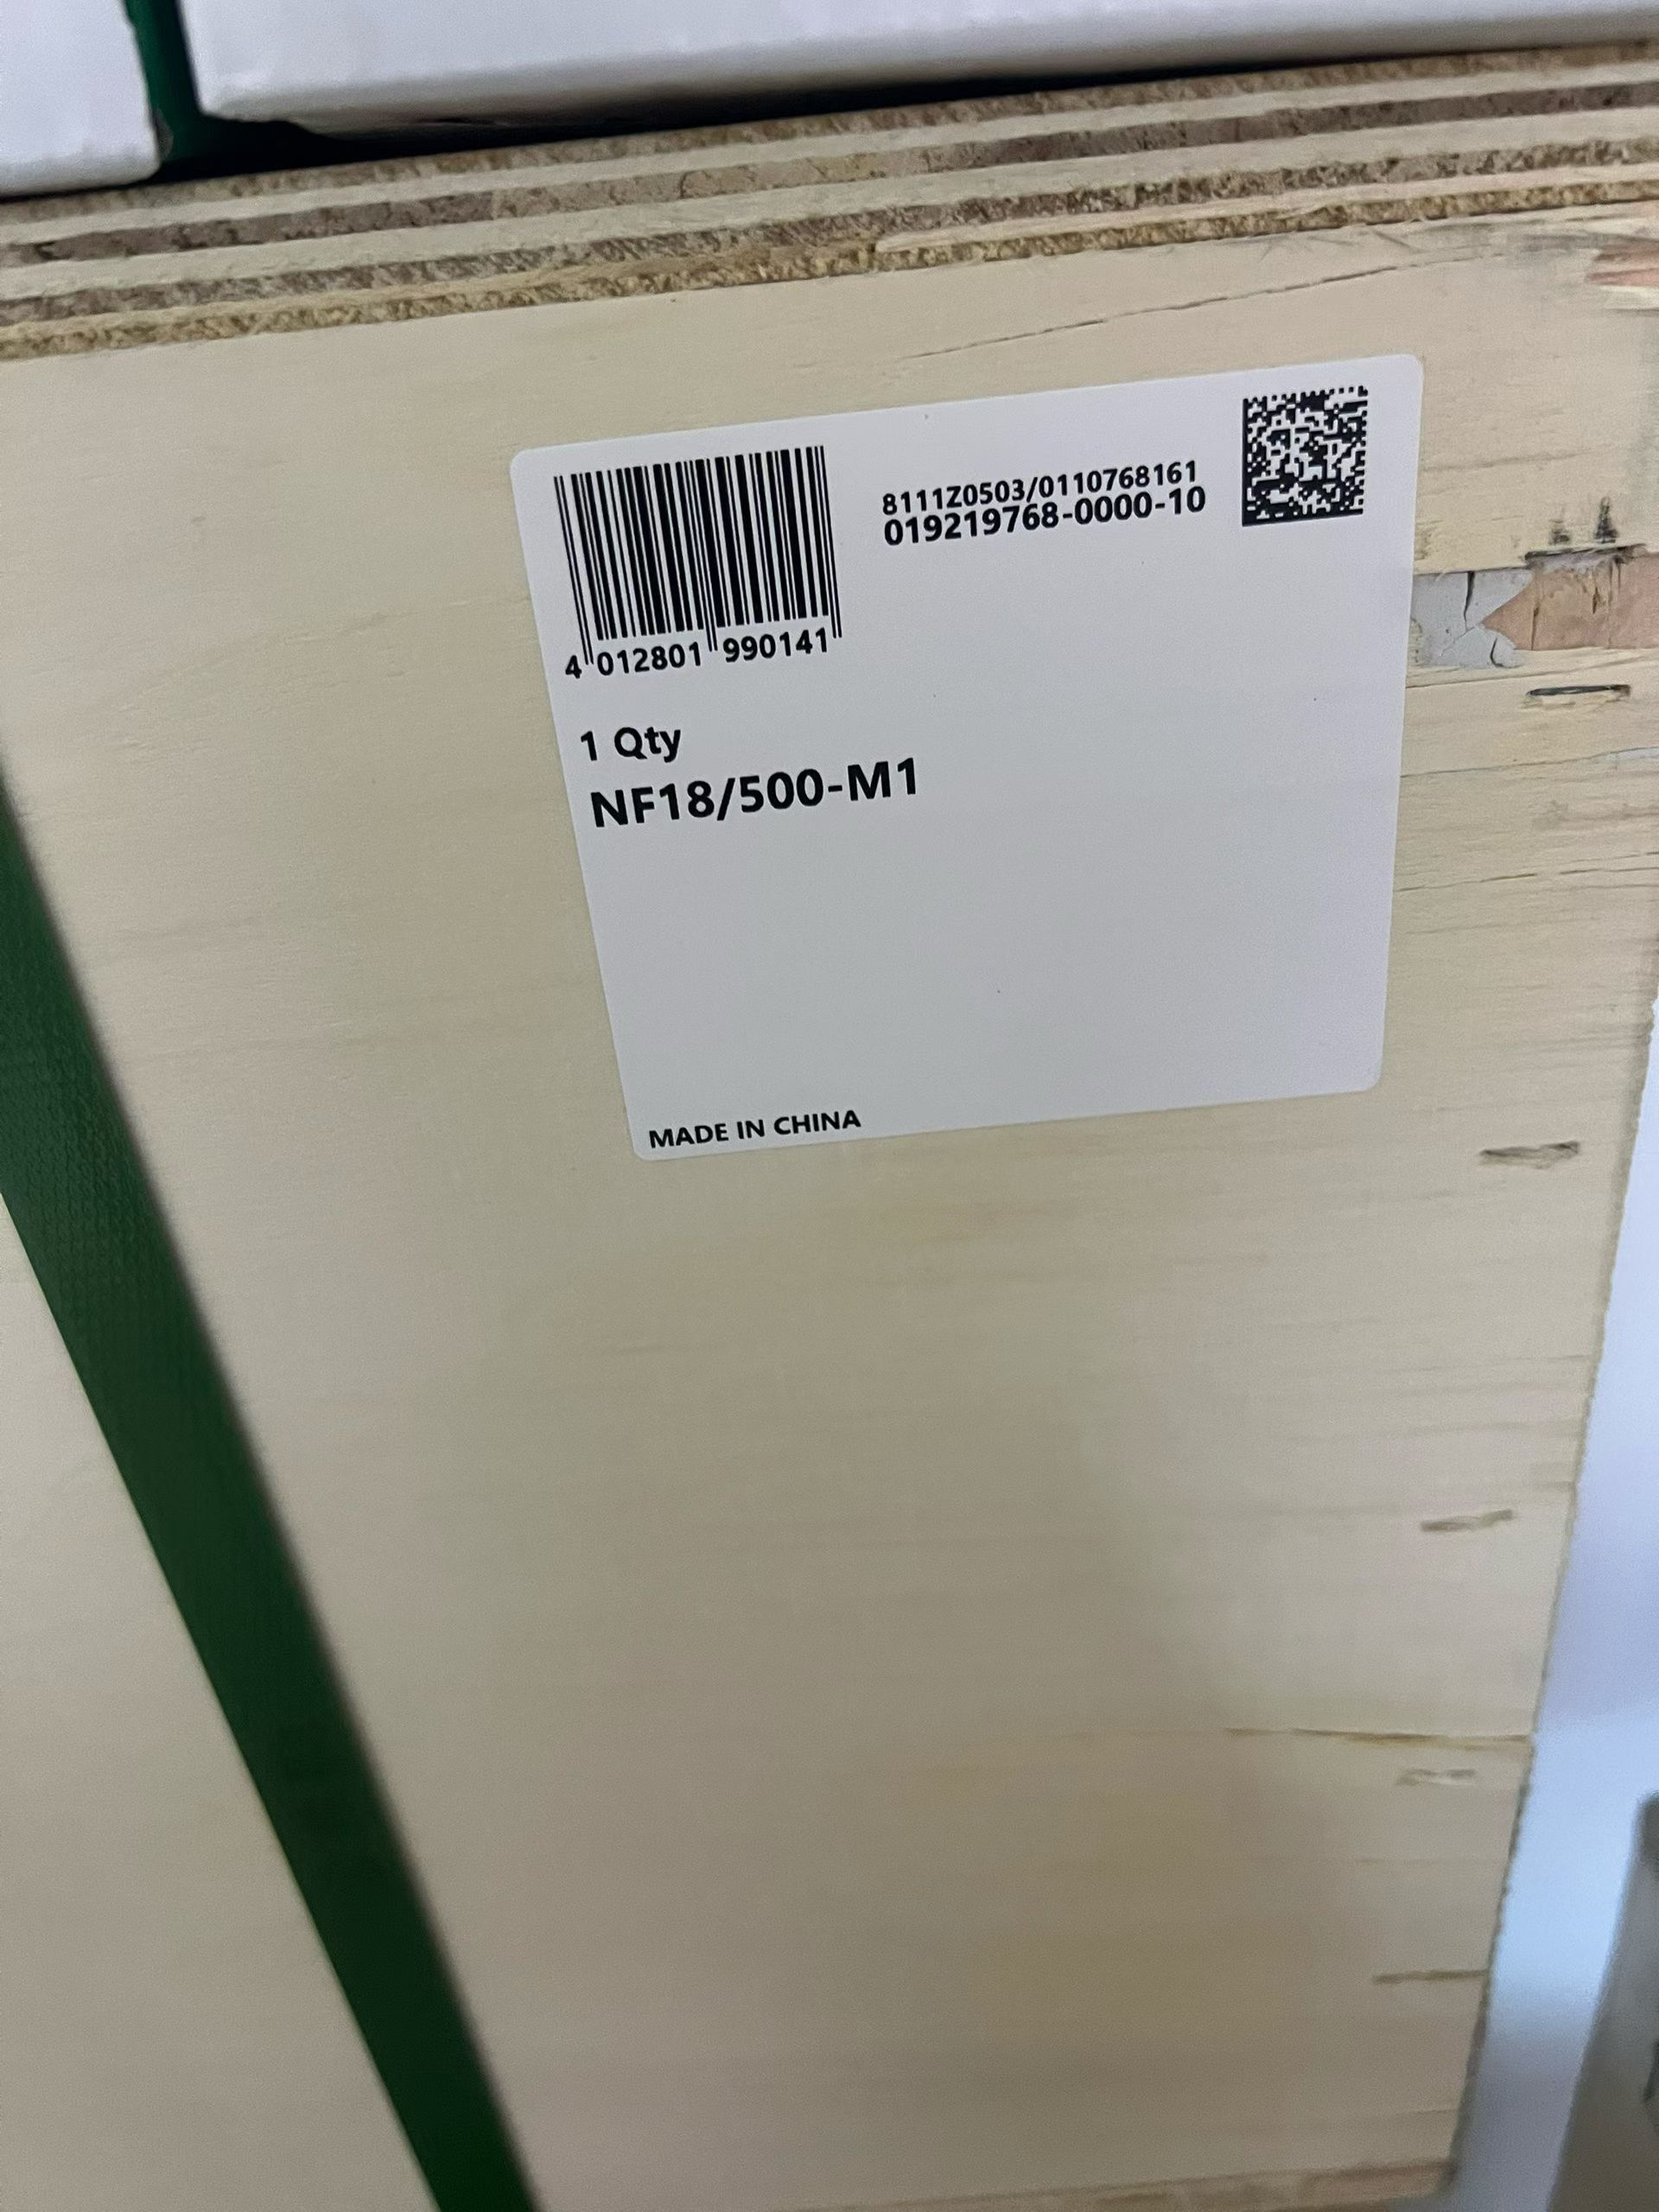 8111Z0503/0110768161
019219768-0000-10
4 012801 990141
1 Qty
NF18/500-M1
MADE IN CHINA